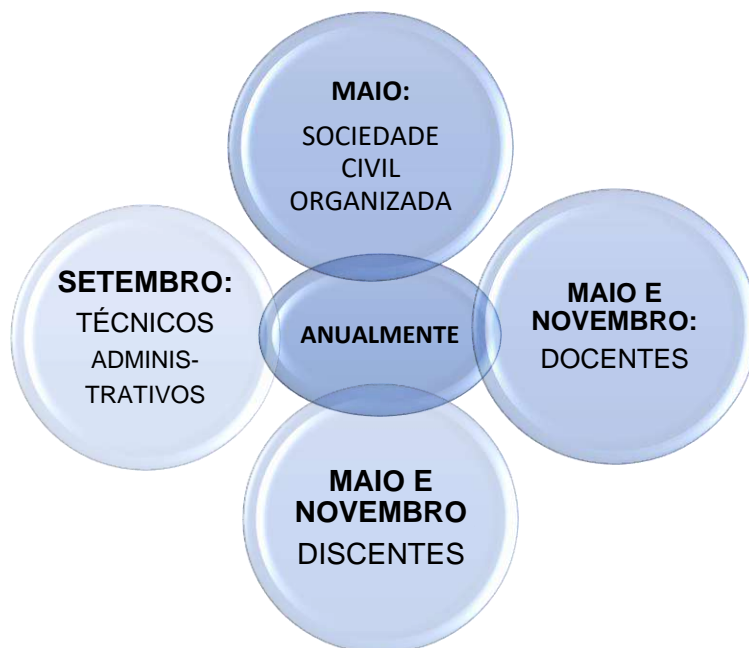 MAIO:
SOCIEDADE
CIVIL
ORGANIZADA
SETEMBRO:
TÉCNICOS
ADMINIS-
TRATIVOS
ANUALMENTE
MAIO E
NOVEMBRO:
DOCENTES
MAIO E
NOVEMBRO
DISCENTES